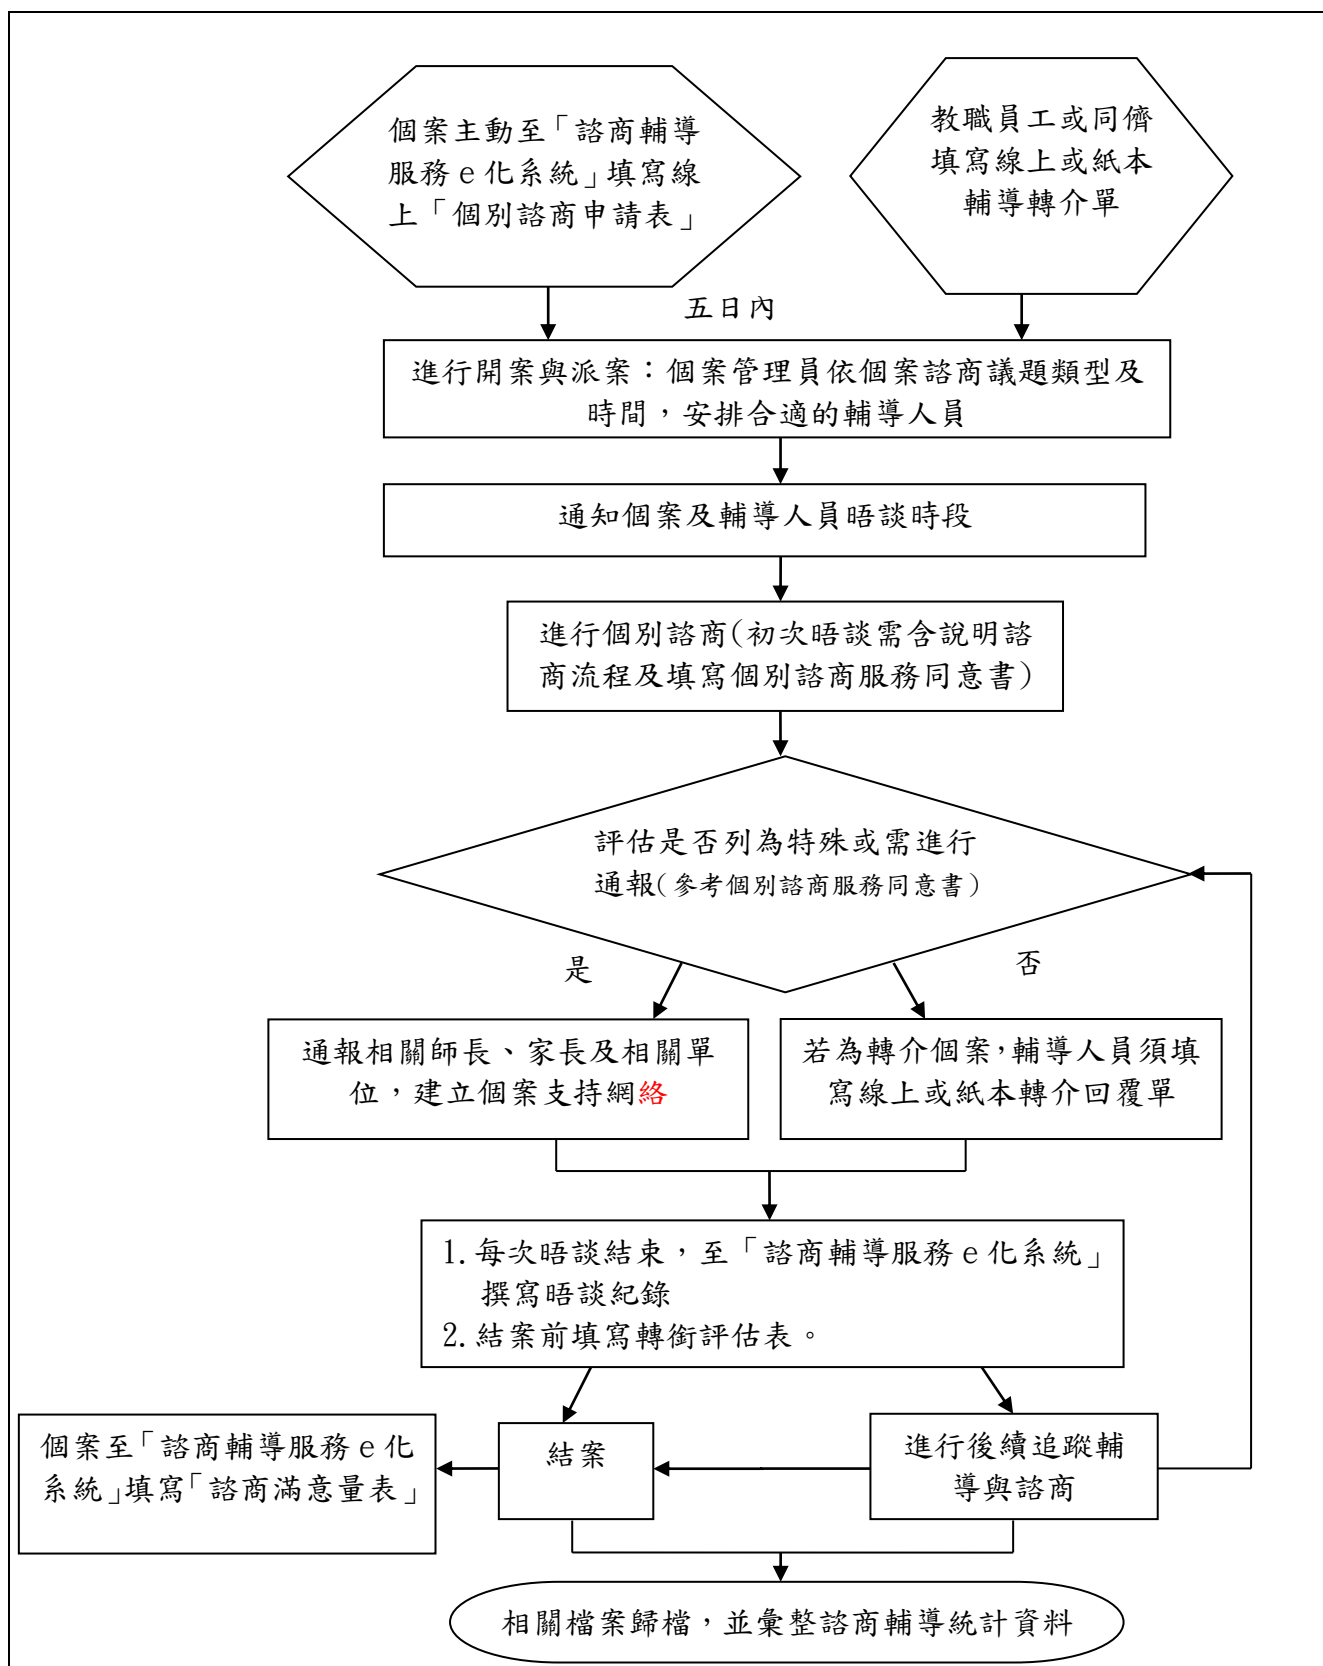 個案主動至「諮商輔導
服務e化系統」填寫線
上「個別諮商申請表」
教職員工或同儕
填寫線上或紙本
輔導轉介單
五日內
進行開案與派案：個案管理員依個案諮商議題類型及
時間，安排合適的輔導人員
通知個案及輔導人員晤談時段
進行個別諮商(初次晤談需含說明諮
商流程及填寫個別諮商服務同意書)
評估是否列為特殊或需進行
通報(參考個別諮商服務同意書)
是
否
通報相關師長、家長及相關單
位，建立個案支持網絡
若為轉介個案，輔導人員須填
寫線上或紙本轉介回覆單
1.每次晤談結束，至「諮商輔導服務e化系統」
撰寫晤談紀錄
2.結案前填寫轉銜評估表。
個案至「諮商輔導服務e化
系統」填寫「諮商滿意量表」
結案
進行後續追蹤輔
導與諮商
相關檔案歸檔，並彙整諮商輔導統計資料